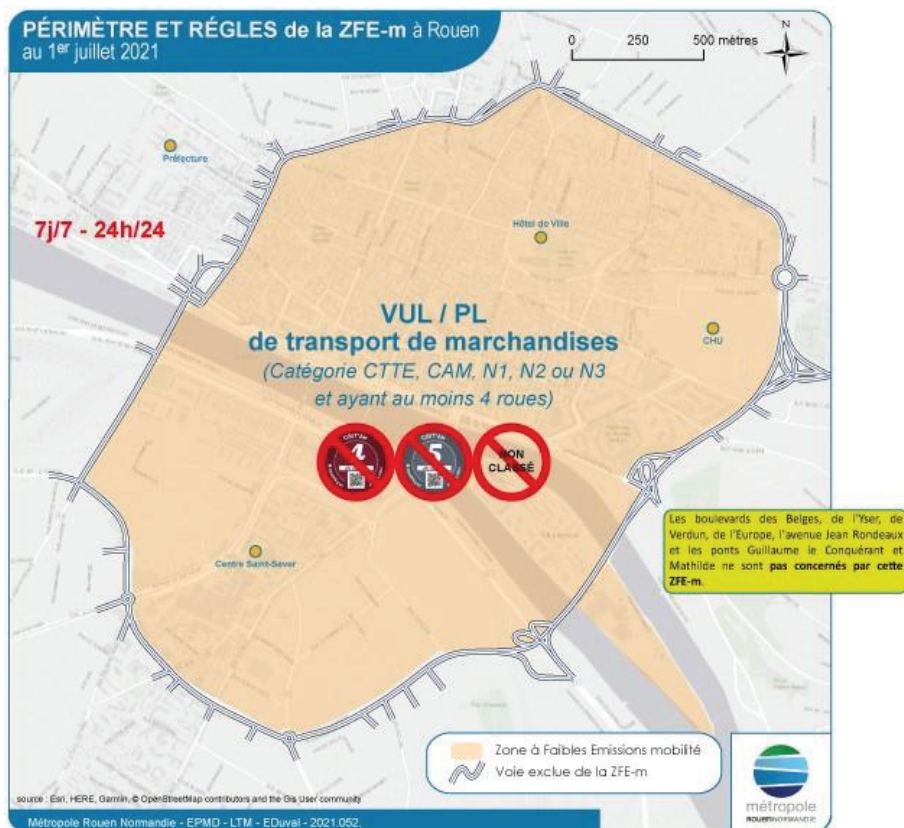 PÉRIMÈTRE ET RÉGLES de la ZFE-m à Rouen
au 1er juillet 2021
0 250 500 mètres
N
Préfecture
7j/7 - 24h/24
Hôtel de Ville
VUL / PL
de transport de marchandises
(Catégorie CTTE, CAM, N1, N2 ou N3
et ayant au moins 4 roues)
CHU
4
5
NON
CLASSÉ
Les boulevards des Belges, de l'Yser, de
Verdun, de l'Europe, l'avenue Jean Rondeaux
et les ponts Guillaume le Conquérant et
Mathilde ne sont pas concernés par cette
ZFE-m.
Centre Saint-Sever
Zone à Faibles Emissions mobilité
Voie exclue de la ZFE-m
source : Esri, HERE, Garmin, © OpenStreetMap contributors and the Gis User community
métropole
ROUENNORMANDIE
Métropole Rouen Normandie - EPMD - LTM - EDuval - 2021.052.